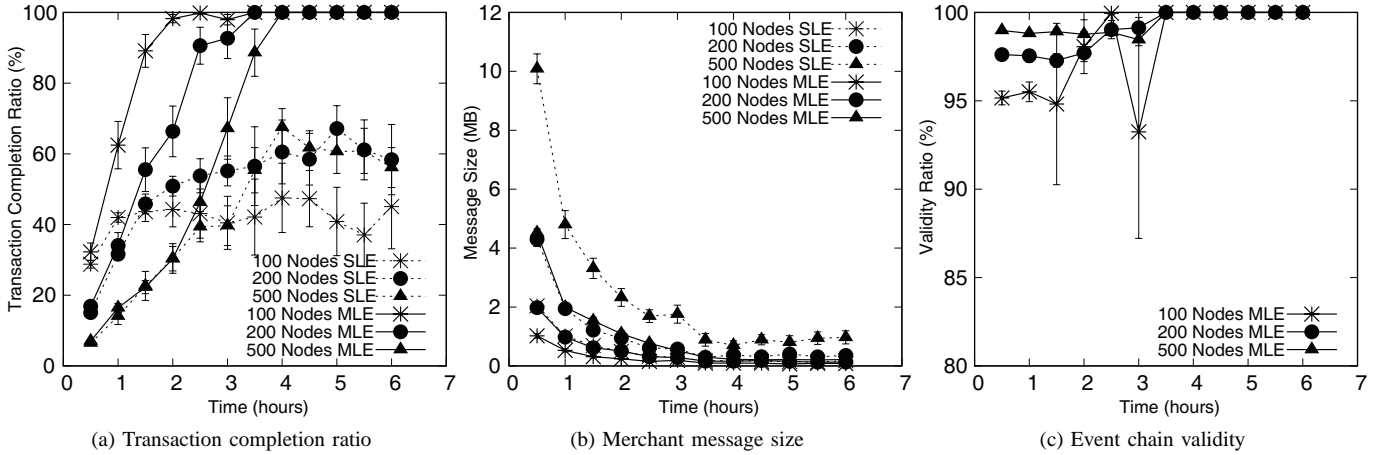 100
80
60
40
20
0
Transaction Completion Ratio (%)
100 Nodes SLE
200 Nodes SLE
500 Nodes SLE
100 Nodes MLE
200 Nodes MLE
500 Nodes MLE
0 1 2 3 4 5 6 7
Time (hours)
(a) Transaction completion ratio
12
10
8
6
4
2
0
Message Size (MB)
100 Nodes SLE
200 Nodes SLE
500 Nodes SLE
100 Nodes MLE
200 Nodes MLE
500 Nodes MLE
0 1 2 3 4 5 6 7
Time (hours)
(b) Merchant message size
100
95
90
85
80
Validity Ratio (%)
100 Nodes MLE
200 Nodes MLE
500 Nodes MLE
0 1 2 3 4 5 6 7
Time (hours)
(c) Event chain validity